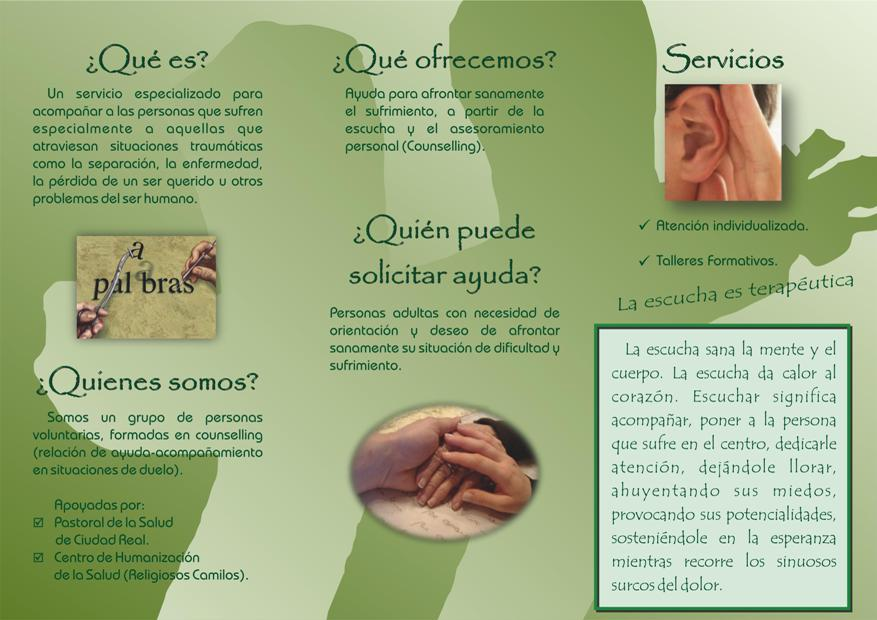 ¿Qué es?
Un servicio especializado para
acompañar a las personas que sufren
especialmente a aquellas que
atraviesan situaciones traumáticas
como la separación, la enfermedad,
la pérdida de un ser querido u otros
problemas del ser humano.
a
a
pal bras
¿Quienes somos?
Somos un grupo de personas
voluntarias, formadas en counselling
(relación de ayuda-acompañamiento
en situaciones de duelo).
Apoyadas por:
☑ Pastoral de la Salud
de Ciudad Real.
☑ Centro de Humanización
de la Salud (Religiosos Camilos).
¿Qué ofrecemos?
Ayuda para afrontar sanamente
el sufrimiento, a partir de la
escucha y el asesoramiento
personal (Counselling).
¿Quién puede
solicitar ayuda?
Personas adultas con necesidad de
orientación y deseo de afrontar
sanamente su situación de dificultad y
sufrimiento.
Servicios
✓ Atención individualizada.
✓ Talleres Formativos.
La escucha es terapéutica
La escucha sana la mente y el
cuerpo. La escucha da calor al
corazón. Escuchar significa
acompañar, poner a la persona
que sufre en el centro, dedicarle
atención, dejándole llorar,
ahuyentando sus miedos,
provocando sus potencialidades,
sosteniéndole en la esperanza
mientras recorre los sinuosos
surcos del dolor.